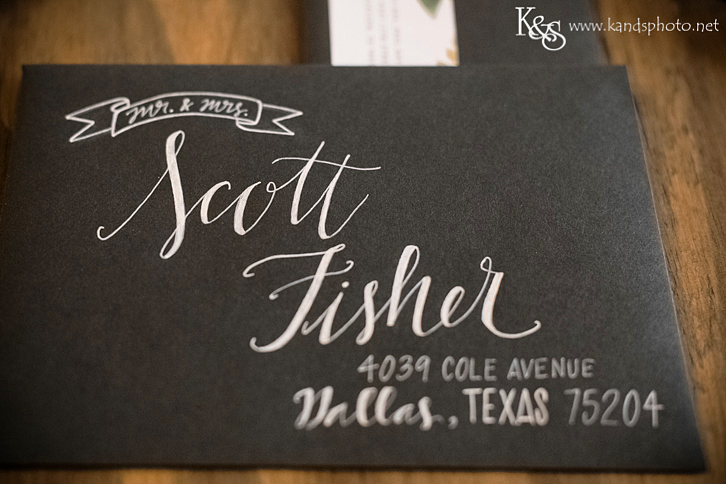 K&S www.kandsphoto.net
mr. & mrs.
Scott
Fisher
4039 COLE AVENUE
Dallas, TEXAS 75204